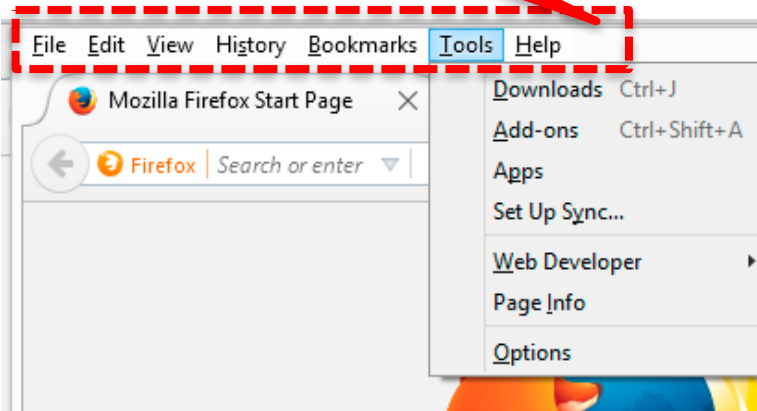 File Edit View History Bookmarks Tools Help
Mozilla Firefox Start Page
Firefox Search or enter
Downloads Ctrl+J
Add-ons Ctrl+Shift+A
Apps
Set Up Sync...
Web Developer
Page Info
Options